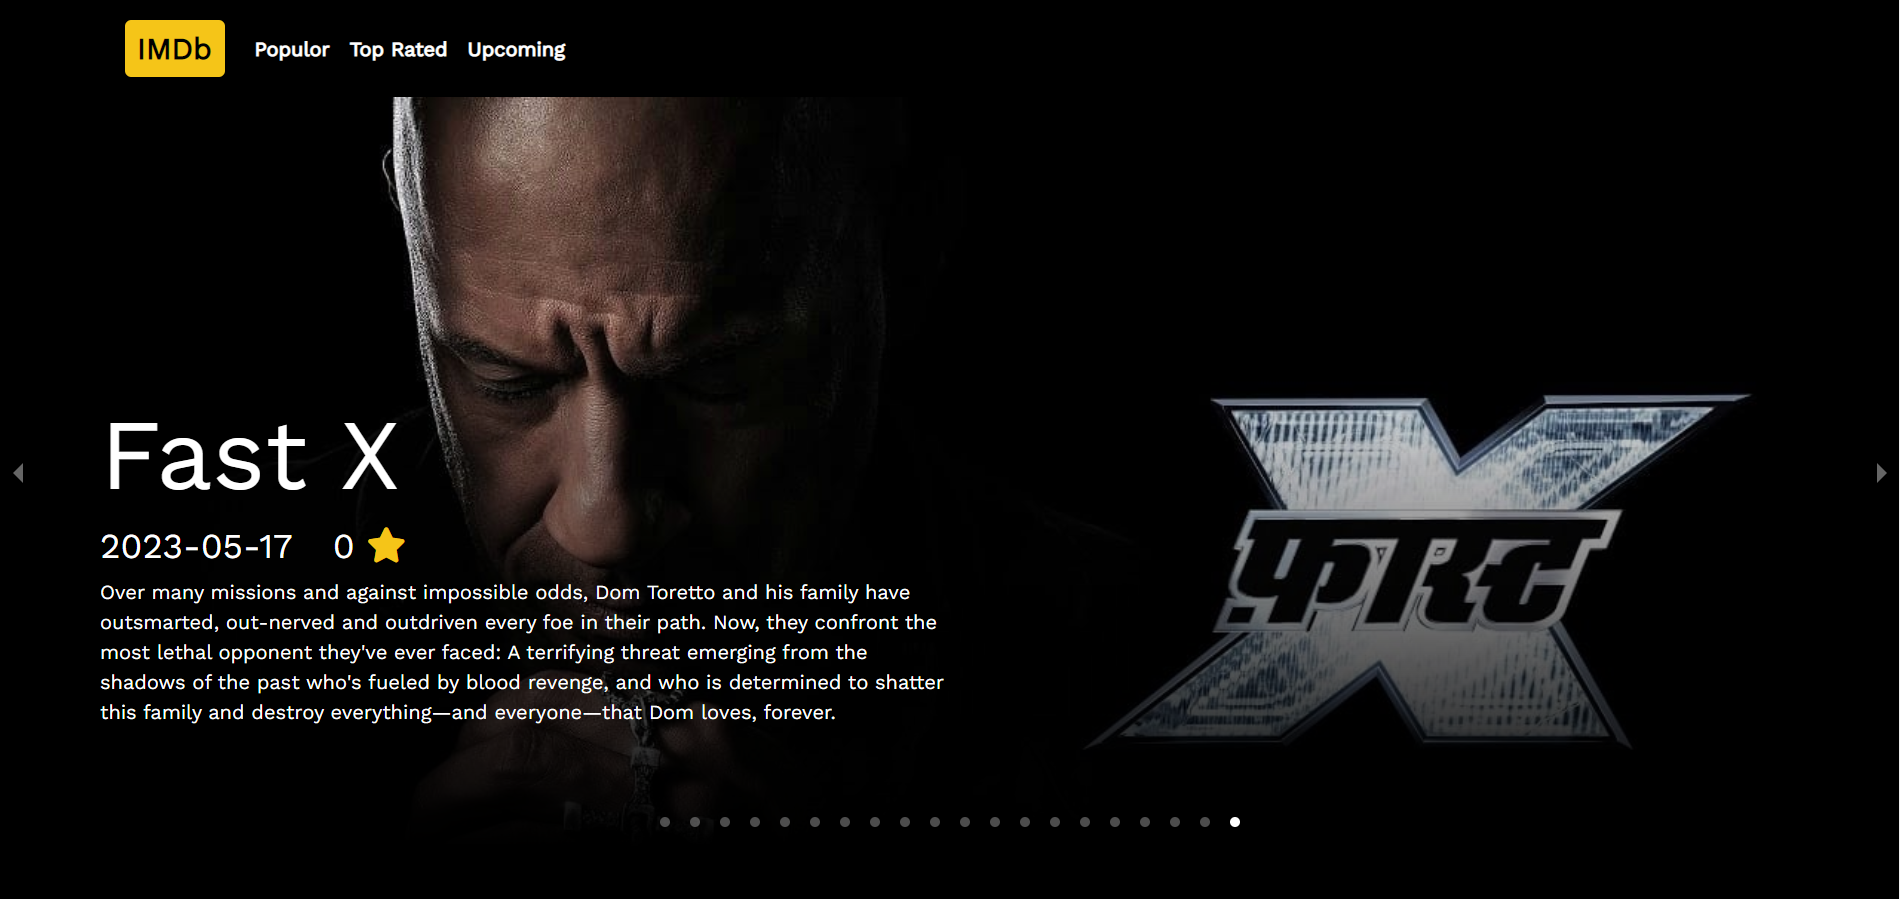 IMDb
Populor Top Rated Upcoming
Fast X
2023-05-17 0
Over many missions and against impossible odds, Dom Toretto and his family have
outsmarted, out-nerved and outdriven every foe in their path. Now, they confront the
most lethal opponent they've ever faced: A terrifying threat emerging from the
shadows of the past who's fueled by blood revenge, and who is determined to shatter
this family and destroy everything—and everyone—that Dom loves, forever.
X
फास्ट